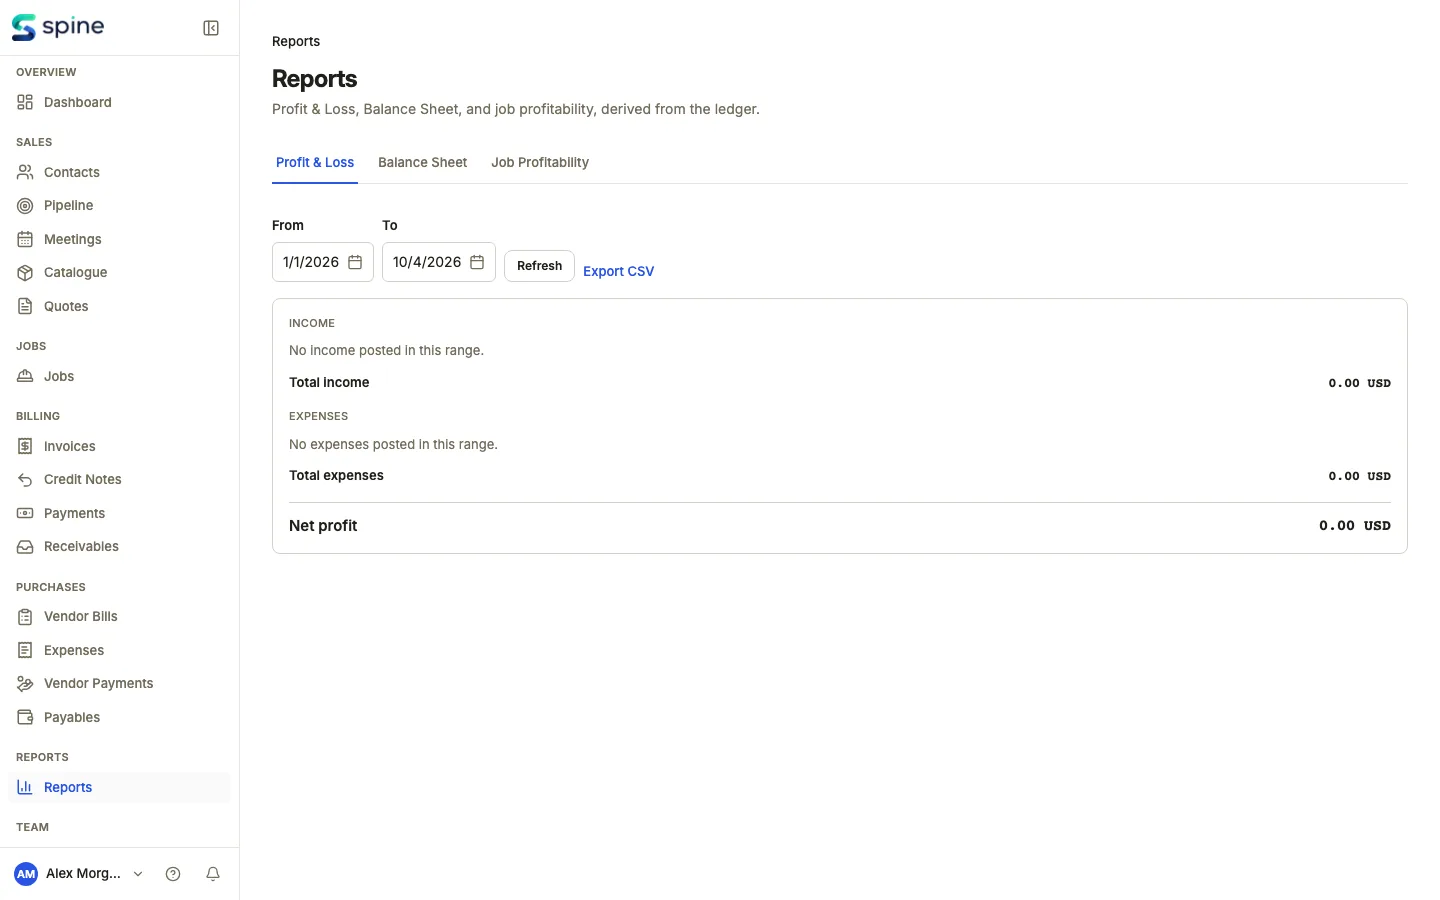 spine
OVERVIEW
Dashboard
SALES
Contacts
Pipeline
Meetings
Catalogue
Quotes
JOBS
Jobs
BILLING
Invoices
Credit Notes
Payments
Receivables
PURCHASES
Vendor Bills
Expenses
Vendor Payments
Payables
REPORTS
Reports
TEAM
AM Alex Morg...
Reports
Reports
Profit & Loss, Balance Sheet, and job profitability, derived from the ledger.
Profit & Loss Balance Sheet Job Profitability
From To
1/1/2026 10/4/2026 Refresh Export CSV
INCOME
No income posted in this range.
Total income 0.00 USD
EXPENSES
No expenses posted in this range.
Total expenses 0.00 USD
Net profit 0.00 USD